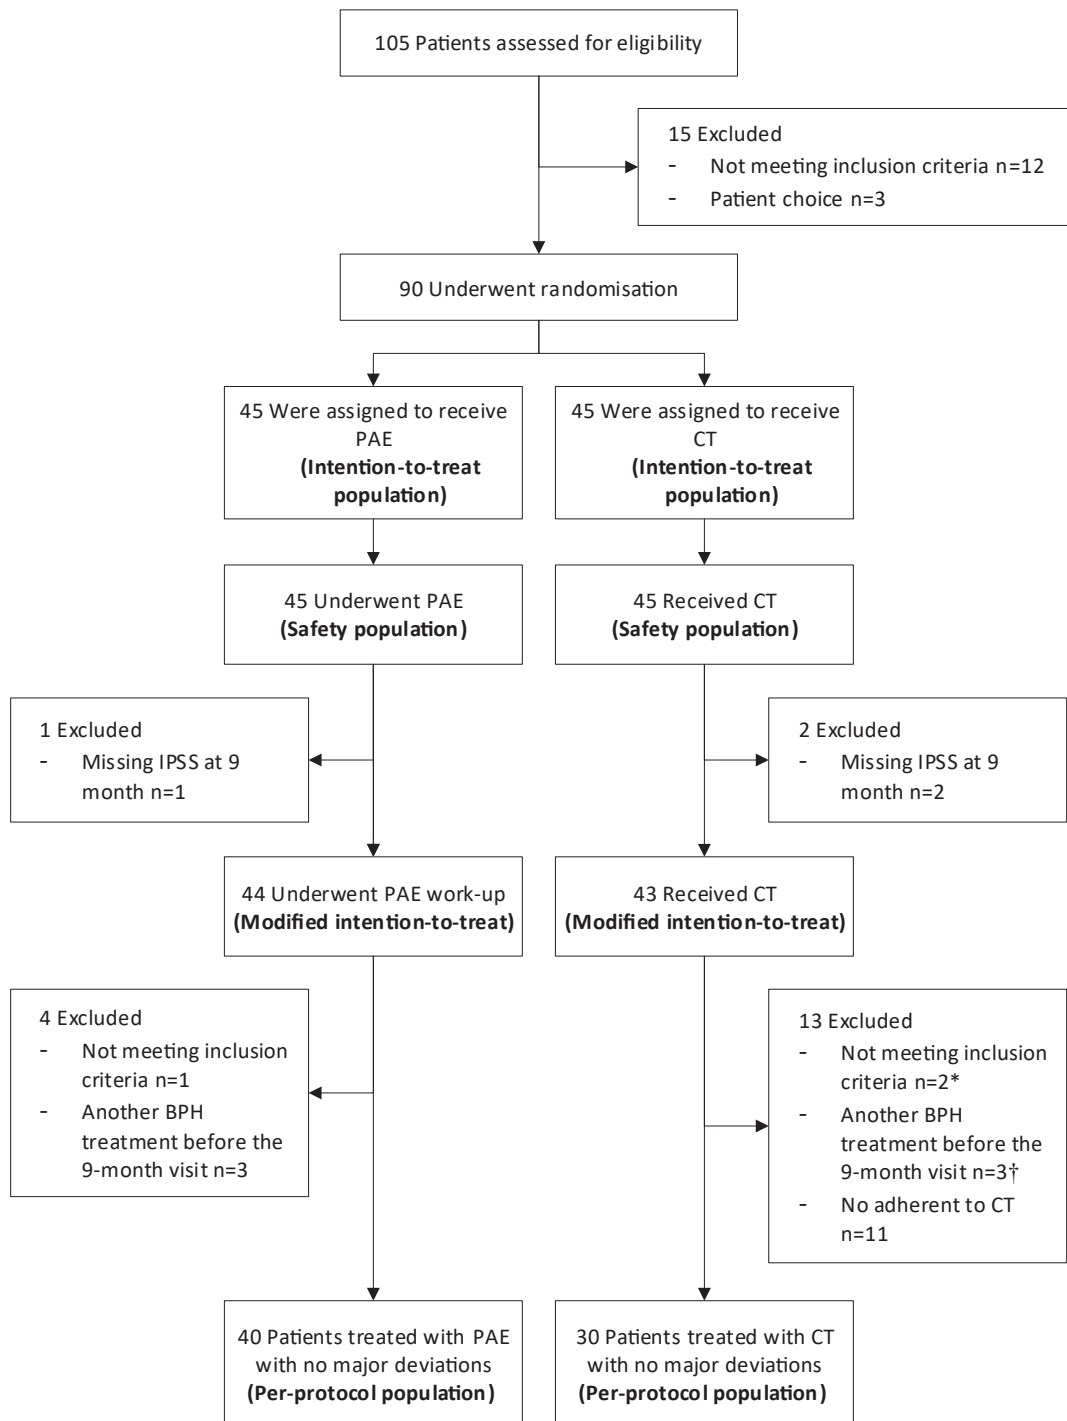 105 Patients assessed for eligibility
15 Excluded
- Not meeting inclusion criteria n=12
- Patient choice n=3
90 Underwent randomisation
45 Were assigned to receive
PAE
(Intention-to-treat
population)
45 Were assigned to receive
CT
(Intention-to-treat
population)
45 Underwent PAE
(Safety population)
45 Received CT
(Safety population)
1 Excluded
- Missing IPSS at 9
month n=1
2 Excluded
- Missing IPSS at 9
month n=2
44 Underwent PAE work-up
(Modified intention-to-treat)
43 Received CT
(Modified intention-to-treat)
4 Excluded
- Not meeting inclusion
criteria n=1
- Another BPH
treatment before the
9-month visit n=3
13 Excluded
- Not meeting inclusion
criteria n=2*
- Another BPH
treatment before the
9-month visit n=3†
- No adherent to CT
n=11
40 Patients treated with PAE
with no major deviations
(Per-protocol population)
30 Patients treated with CT
with no major deviations
(Per-protocol population)